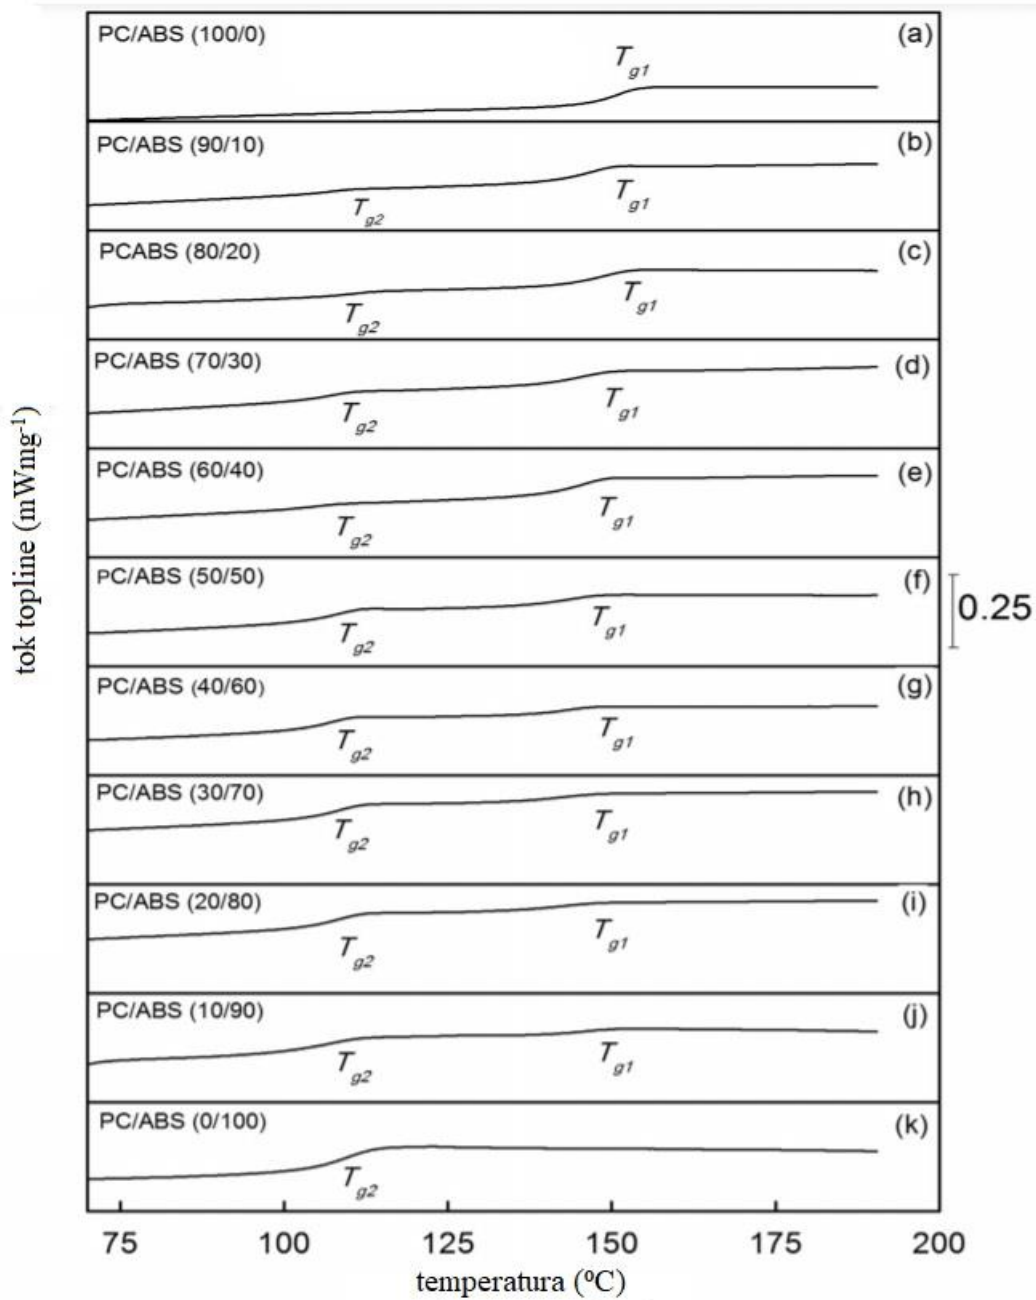 PC/ABS (100/0)
(a)
Tg1
PC/ABS (90/10)
(b)
Tg2
Tg1
PCABS (80/20)
(c)
Tg2
Tg1
PC/ABS (70/30)
(d)
Tg2
Tg1
PC/ABS (60/40)
(e)
Tg2
Tg1
PC/ABS (50/50)
(f)
Tg2
Tg1
0.25
PC/ABS (40/60)
(g)
Tg2
Tg1
PC/ABS (30/70)
(h)
Tg2
Tg1
PC/ABS (20/80)
(i)
Tg2
Tg1
PC/ABS (10/90)
(j)
Tg2
Tg1
PC/ABS (0/100)
(k)
Tg2
tok topline (mWmg⁻¹)
75 100 125 150 175 200
temperatura (⁰C)